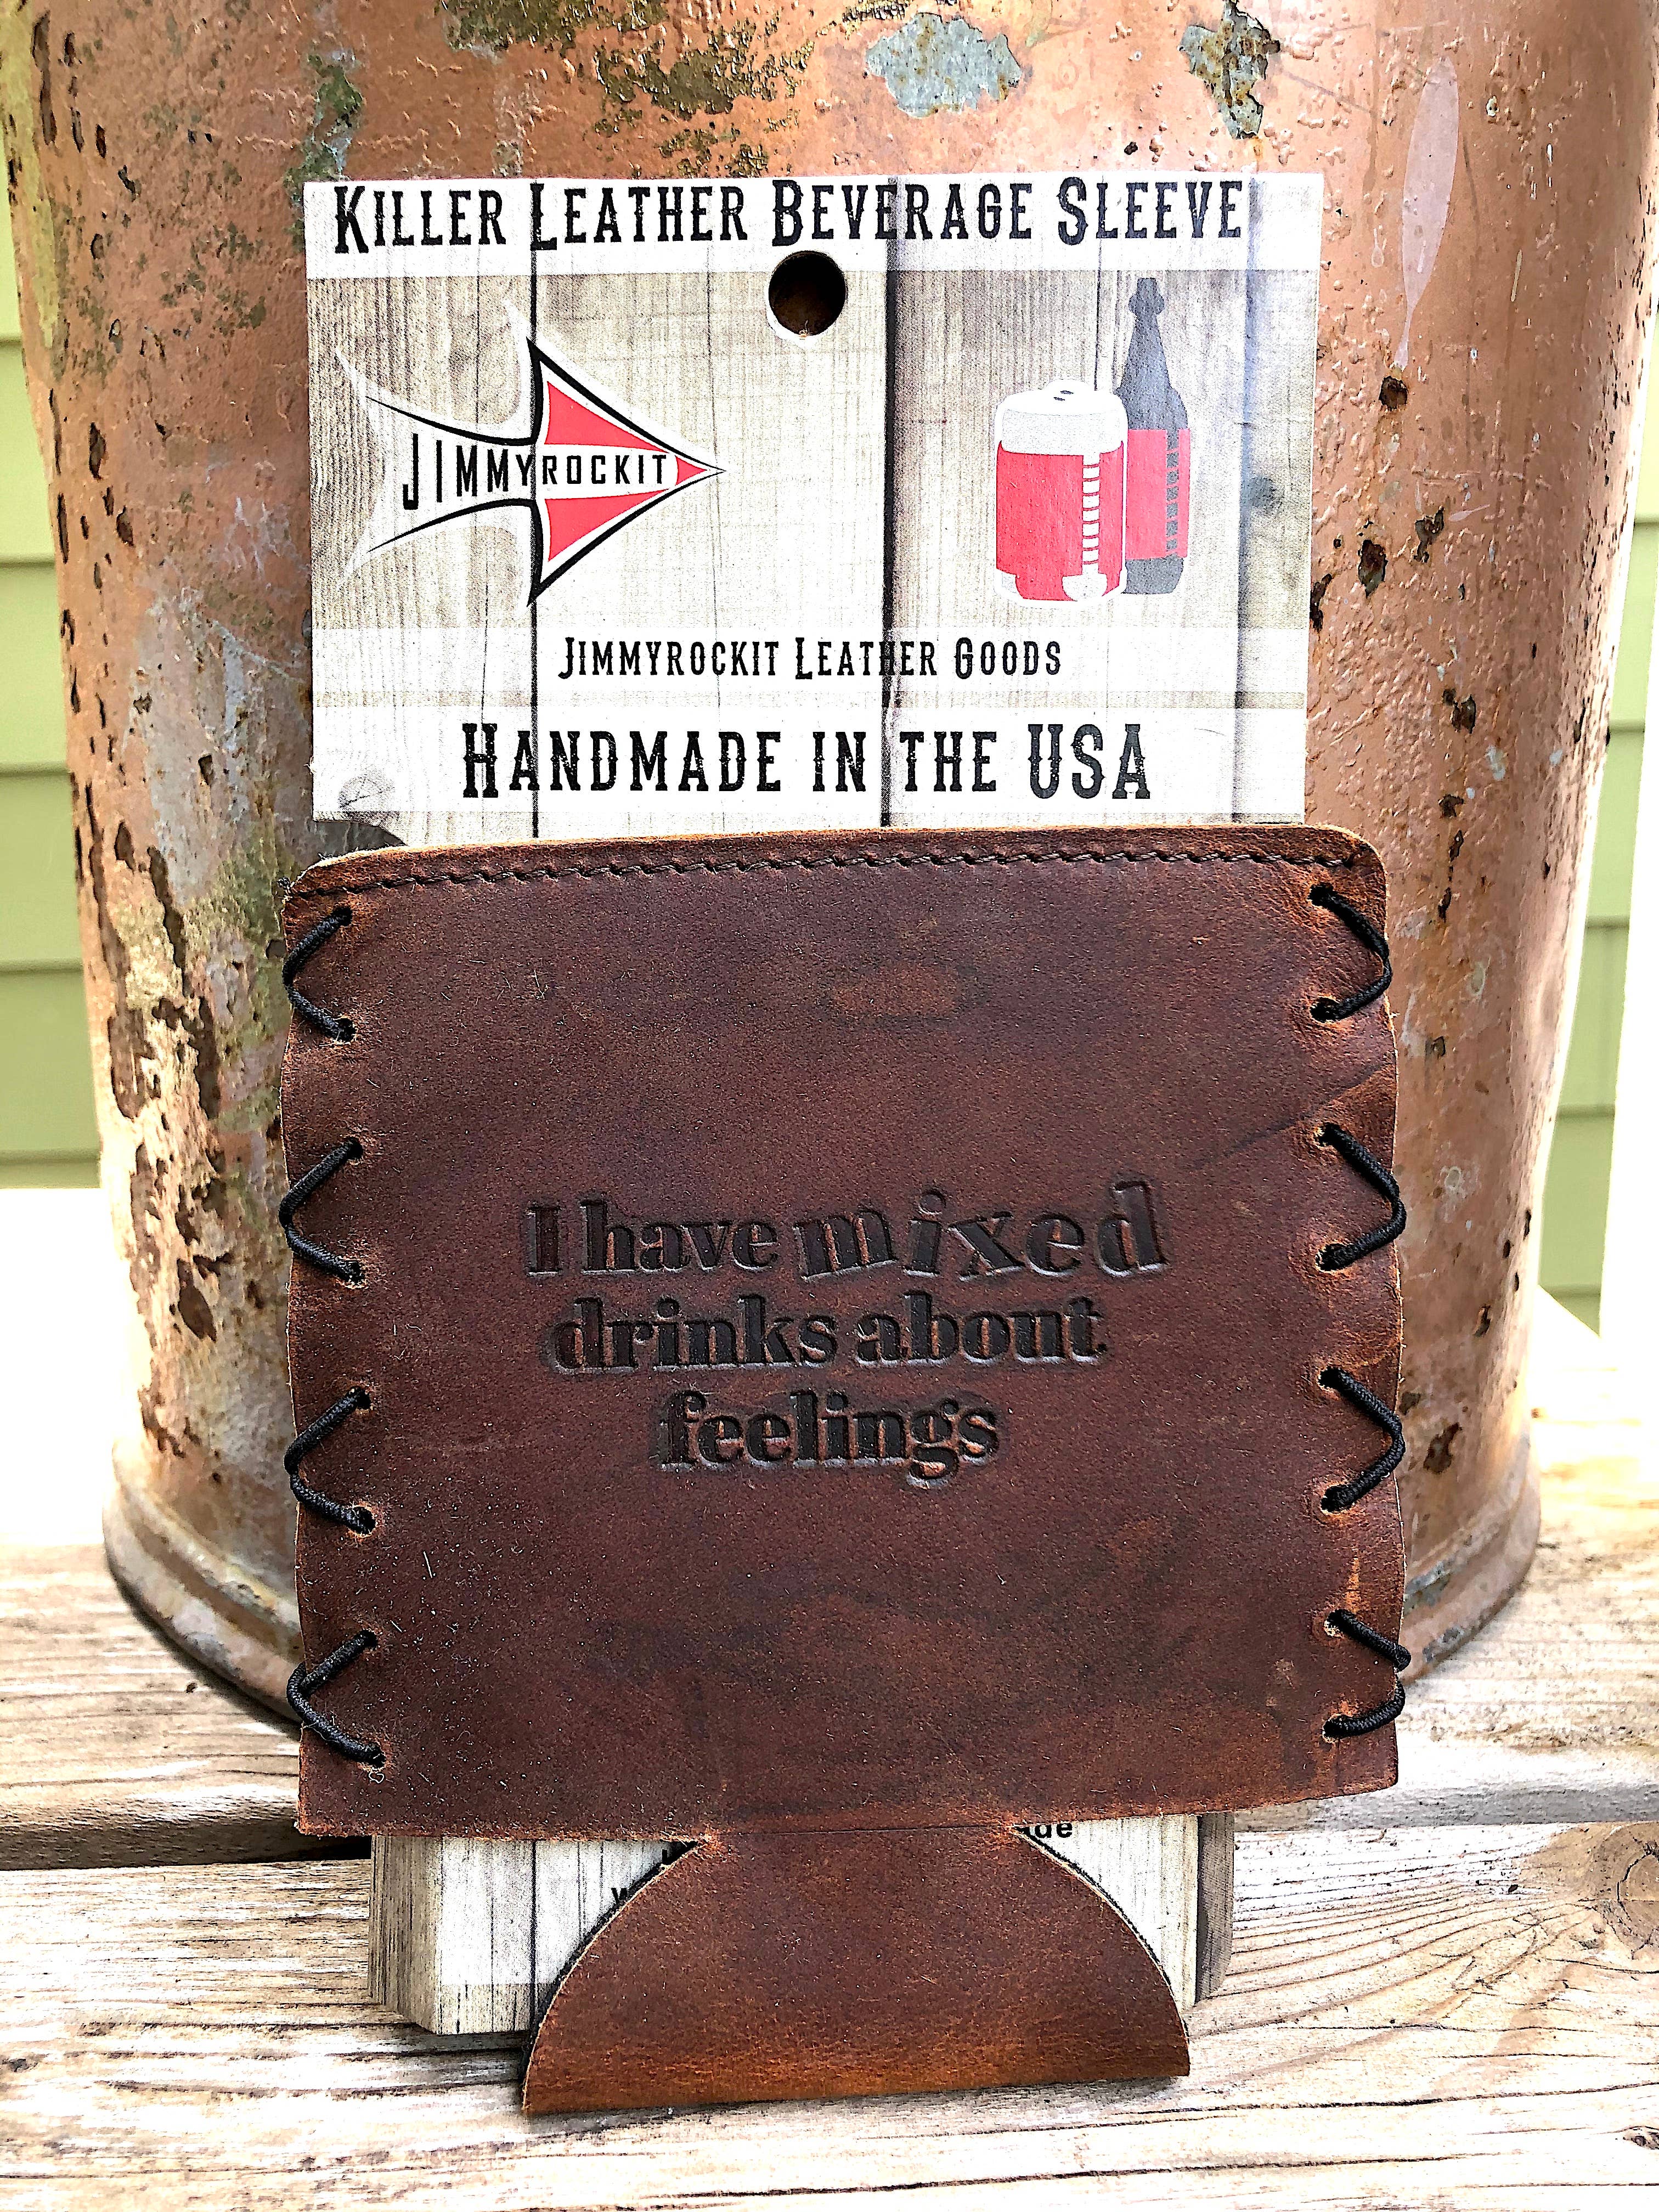 Killer Leather Beverage Sleeve
JIMMYROCKIT
Jimmyrockit Leather Goods
Handmade in the USA
I have mixed
drinks about
feelings